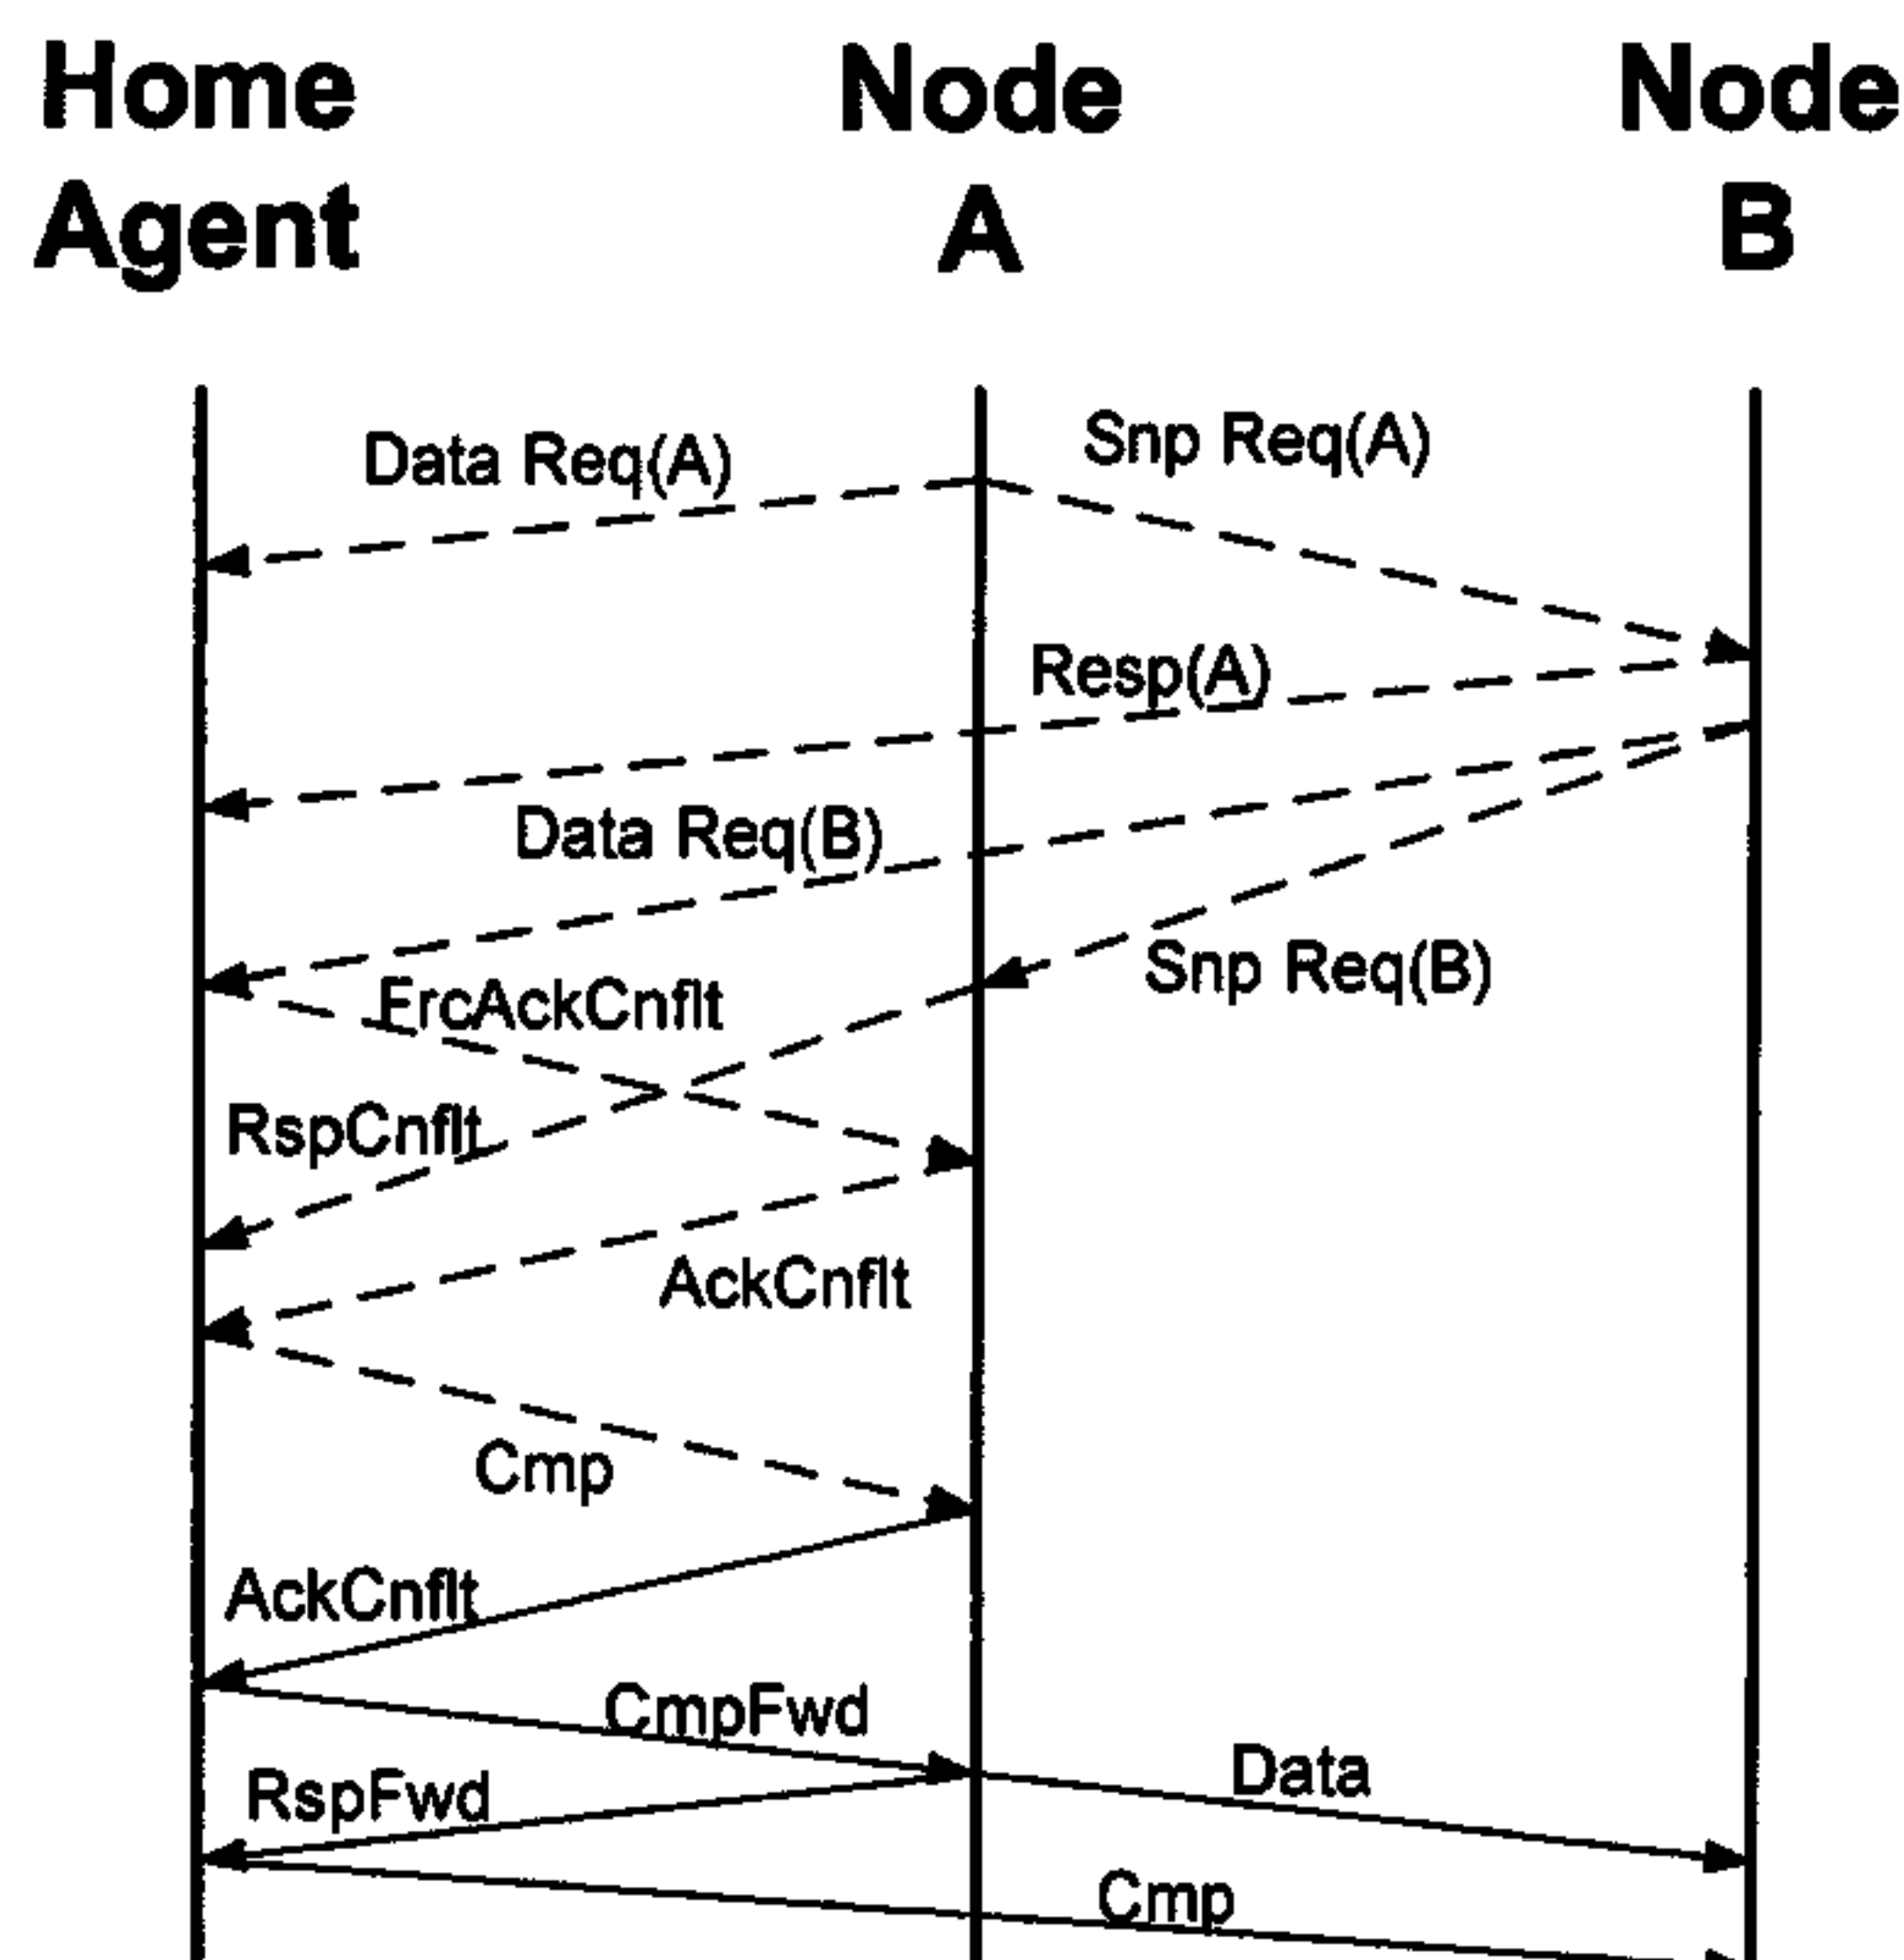 Home Agent
Node A
Node B
Data Req(A)
Snp Req(A)
Resp(A)
Data Req(B)
Snp Req(B)
FrcAckCnflt
RspCnflt
AckCnflt
Cmp
AckCnflt
CmpFwd
Data
RspFwd
Cmp